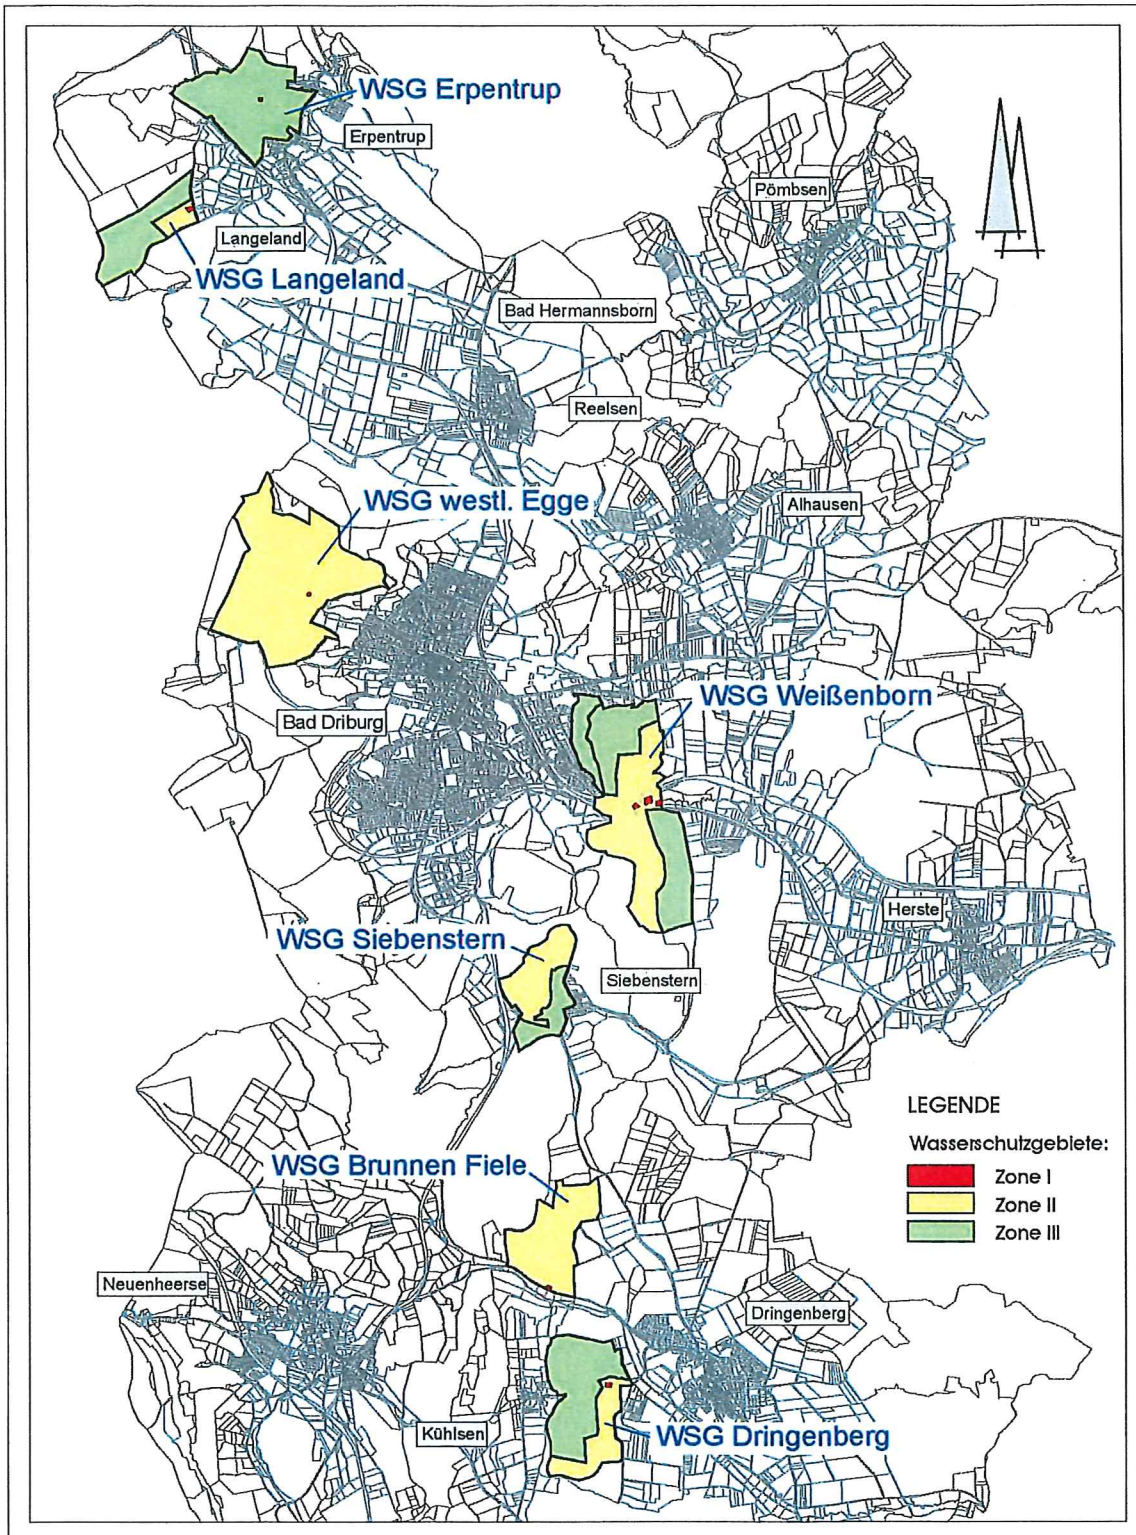 WSG Erpentrup
Erpentrup
Pömbsen
Langeland
WSG Langeland
Bad Hermannsborn
Reelsen
WSG westl. Egge
Alhausen
WSG Weißenborn
Bad Driburg
Herste
WSG Siebenstern
Siebenstern
LEGENDE
Wasserschutzgebiete:
Zone I
Zone II
Zone III
WSG Brunnen Fiele
Neuenheerse
Dringenberg
Kühlsen
WSG Dringenberg